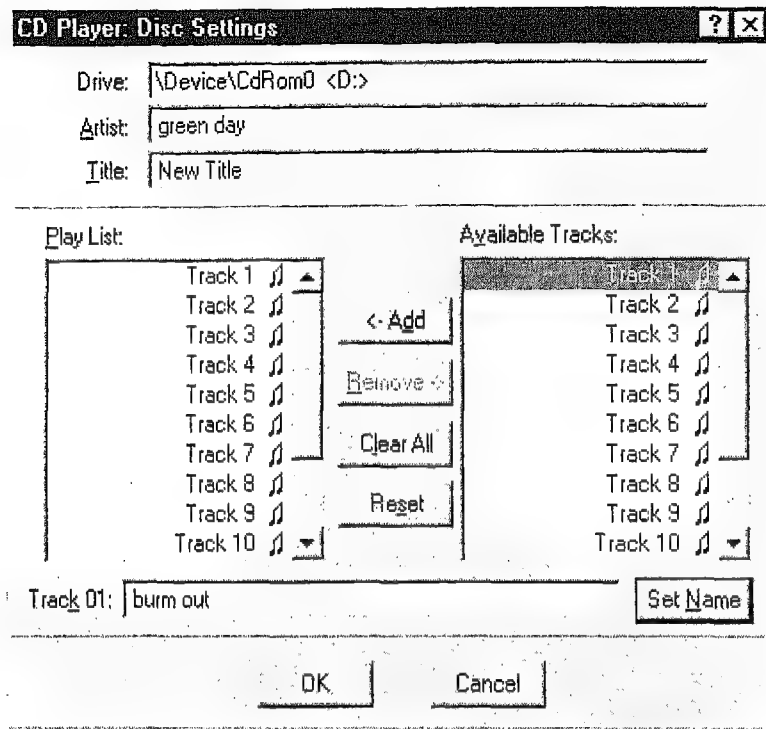 CD Player: Disc Settings
Drive: \Device\CdRom0 <D:>
Artist: green day
Title: New Title
Play List:
Track 1
Track 2
Track 3
Track 4
Track 5
Track 6
Track 7
Track 8
Track 9
Track 10
<- Add
Remove <-
Clear All
Reset
Available Tracks:
Track 1
Track 2
Track 3
Track 4
Track 5
Track 6
Track 7
Track 8
Track 9
Track 10
Track 01: burm out
Set Name
OK
Cancel